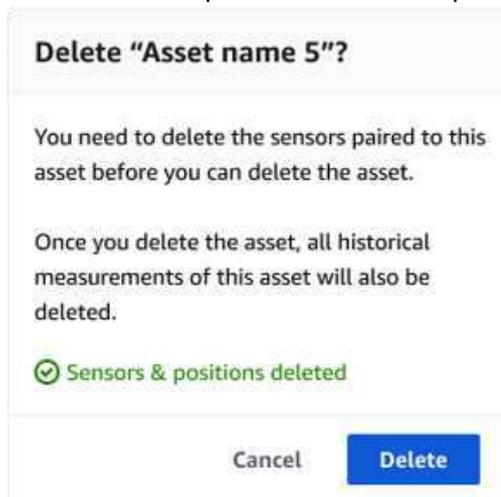 Delete “Asset name 5”?
You need to delete the sensors paired to this
asset before you can delete the asset.
Once you delete the asset, all historical
measurements of this asset will also be
deleted.
Sensors & positions deleted
Cancel Delete